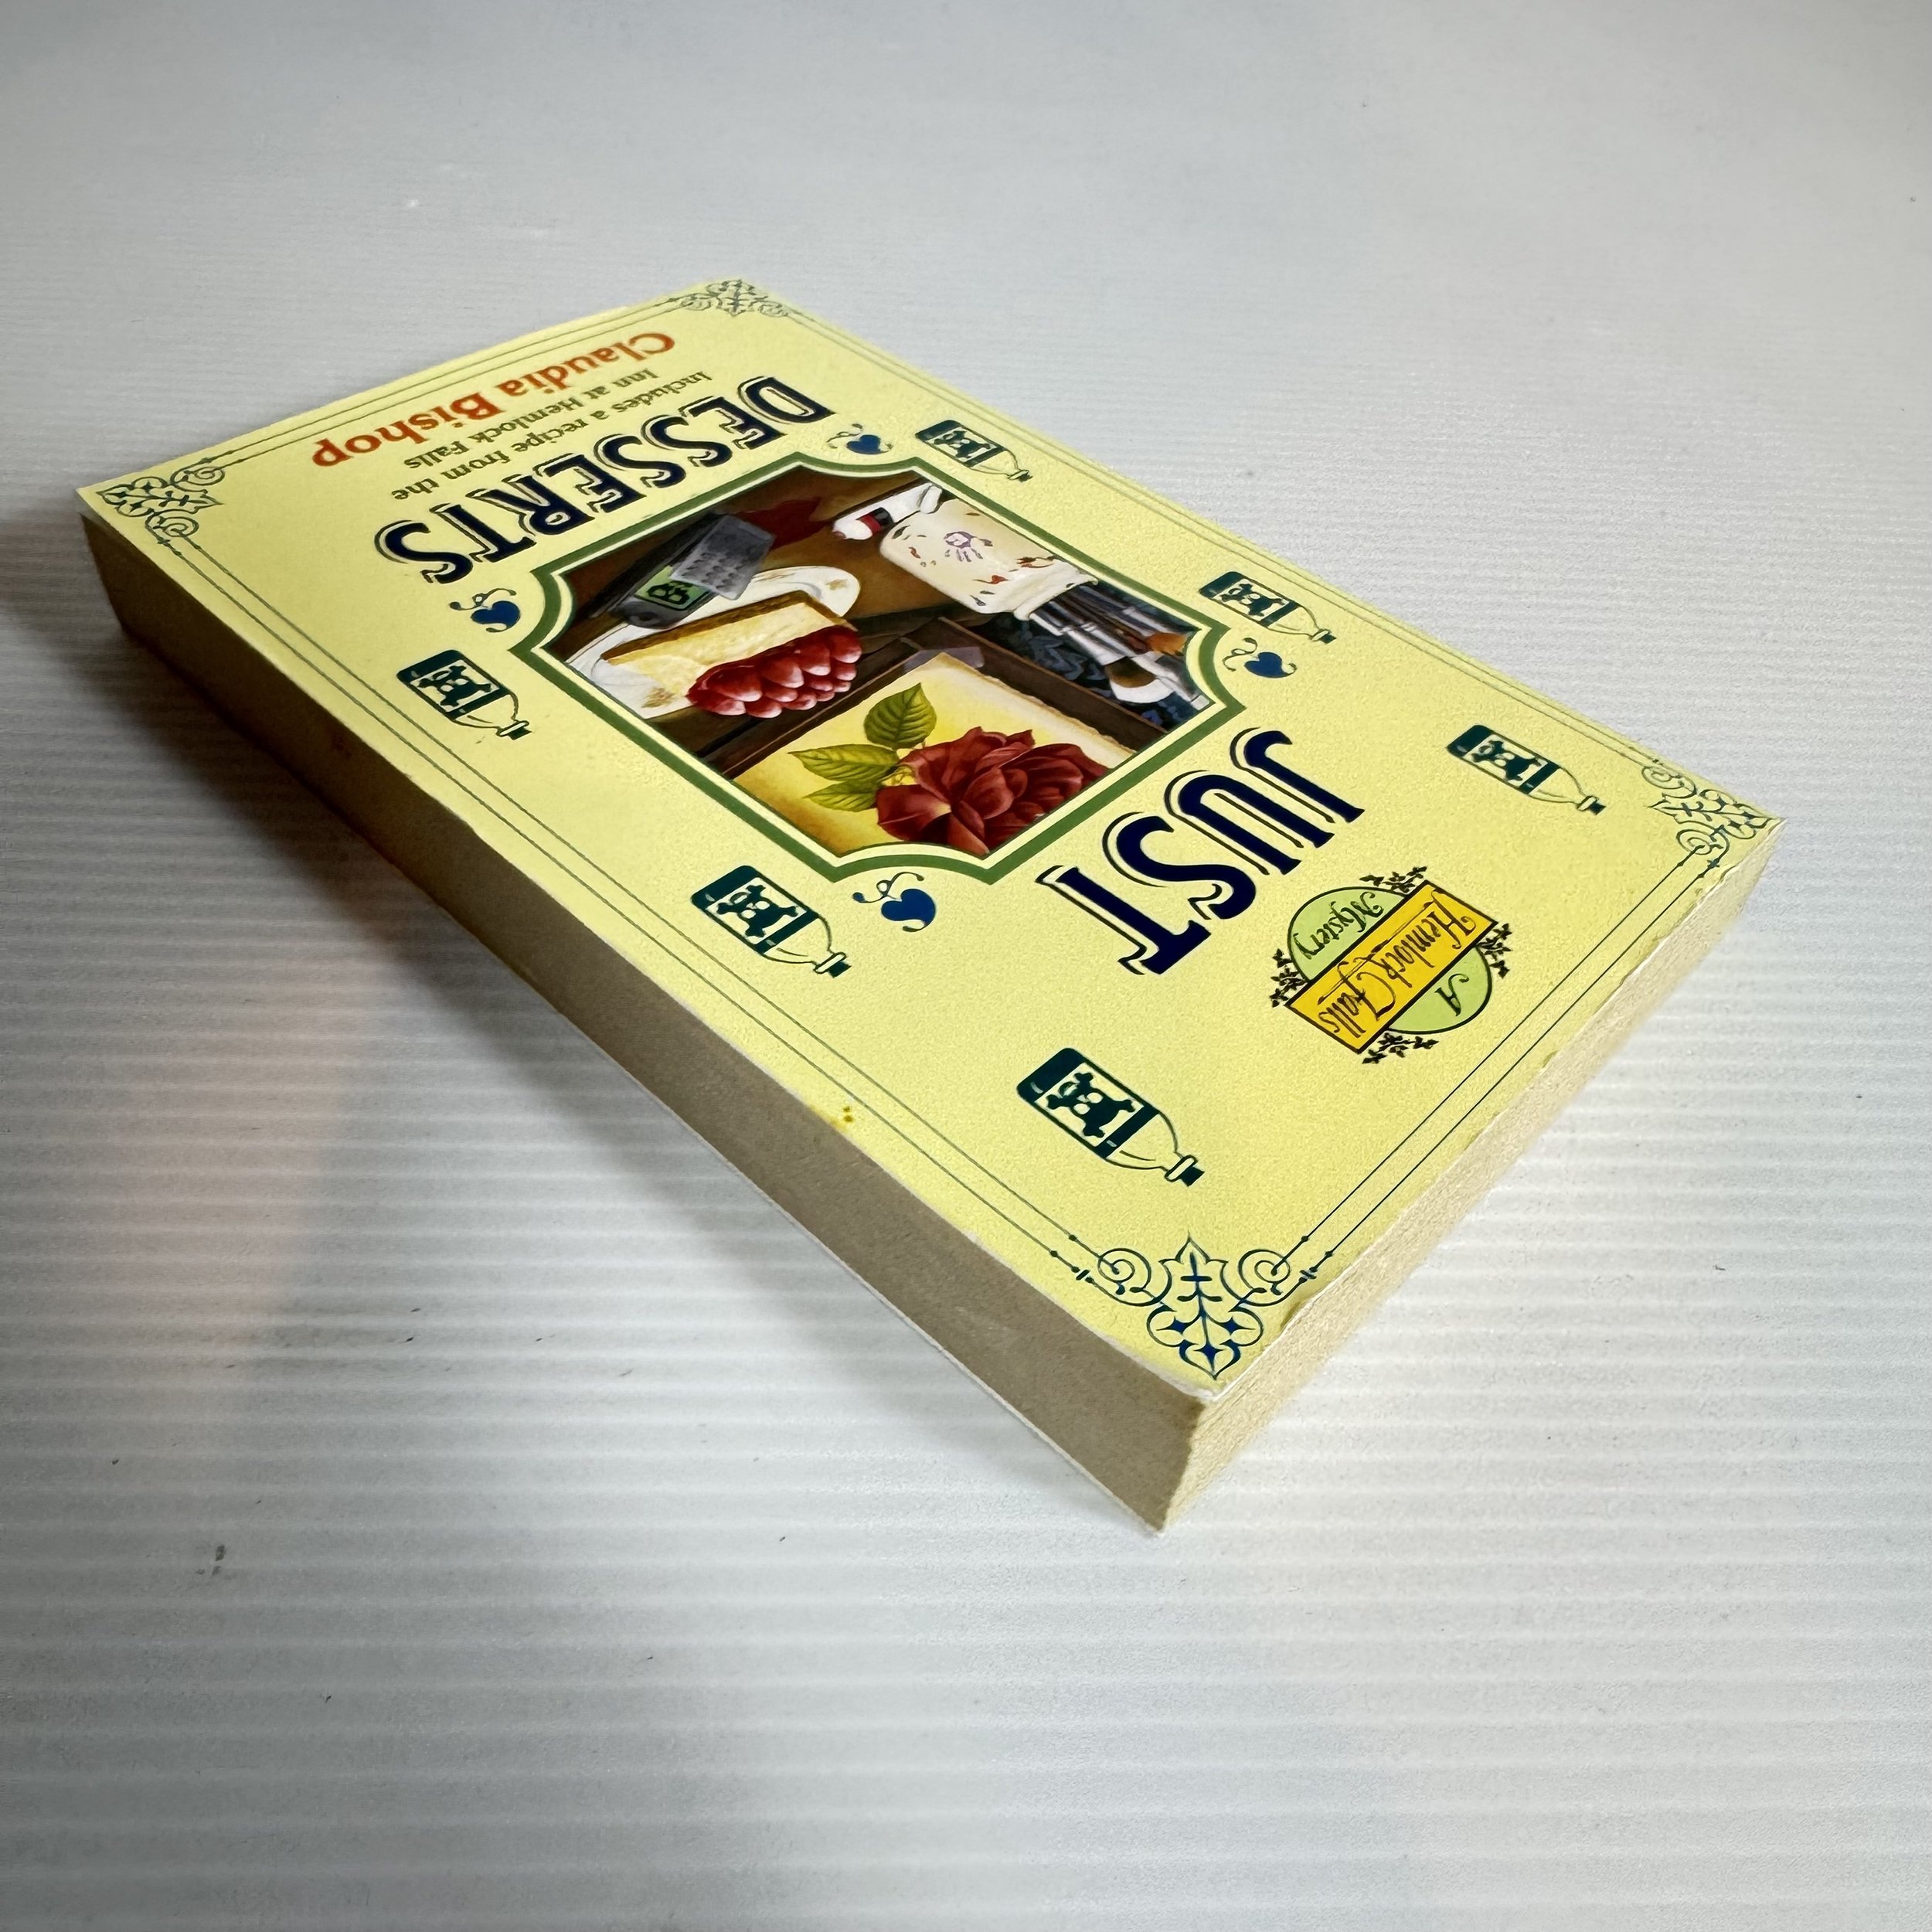 A
Hemlock Falls
Mystery
JUST
DESSERTS
Includes a recipe from the
Inn at Hemlock Falls
Claudia Bishop